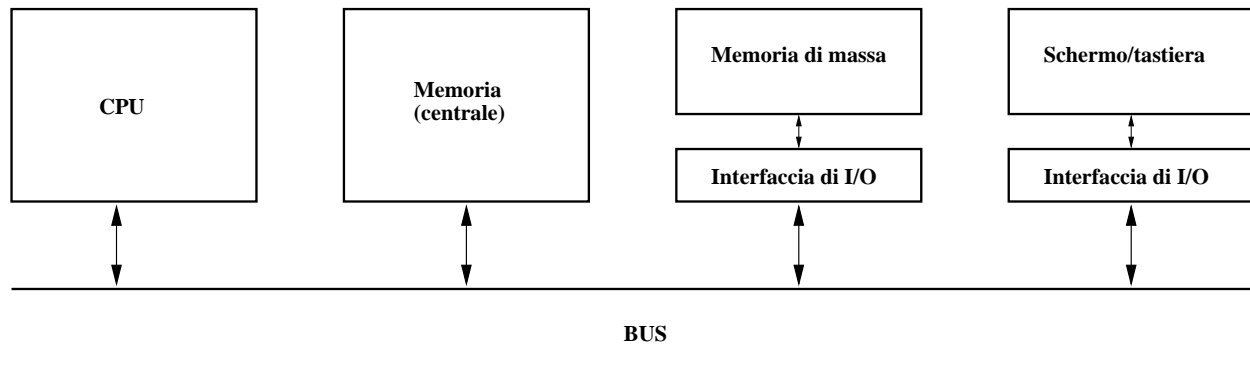 CPU
Memoria
(centrale)
Memoria di massa
Interfaccia di I/O
Schermo/tastiera
Interfaccia di I/O
BUS